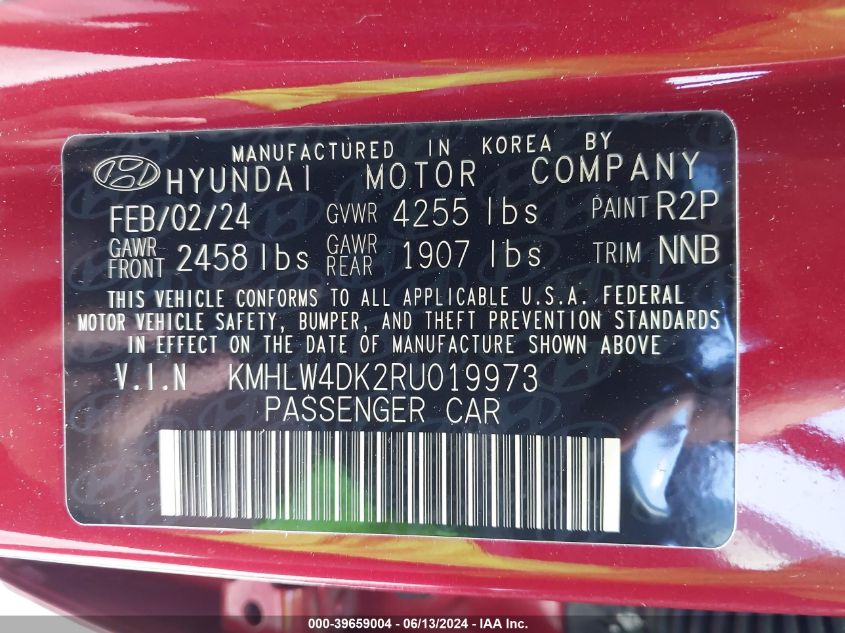 MANUFACTURED IN KOREA BY
HYUNDAI MOTOR COMPANY
FEB/02/24 GVWR 4255 lbs PAINT R2P
GAWR FRONT 2458 lbs GAWR REAR 1907 lbs TRIM NNB
THIS VEHICLE CONFORMS TO ALL APPLICABLE U.S.A. FEDERAL
MOTOR VEHICLE SAFETY, BUMPER, AND THEFT PREVENTION STANDARDS
IN EFFECT ON THE DATE OF MANUFACTURE SHOWN ABOVE
V.I.N KMHLW4DK2RU019973
PASSENGER CAR
000-39659004 - 06/13/2024 - IAA Inc.